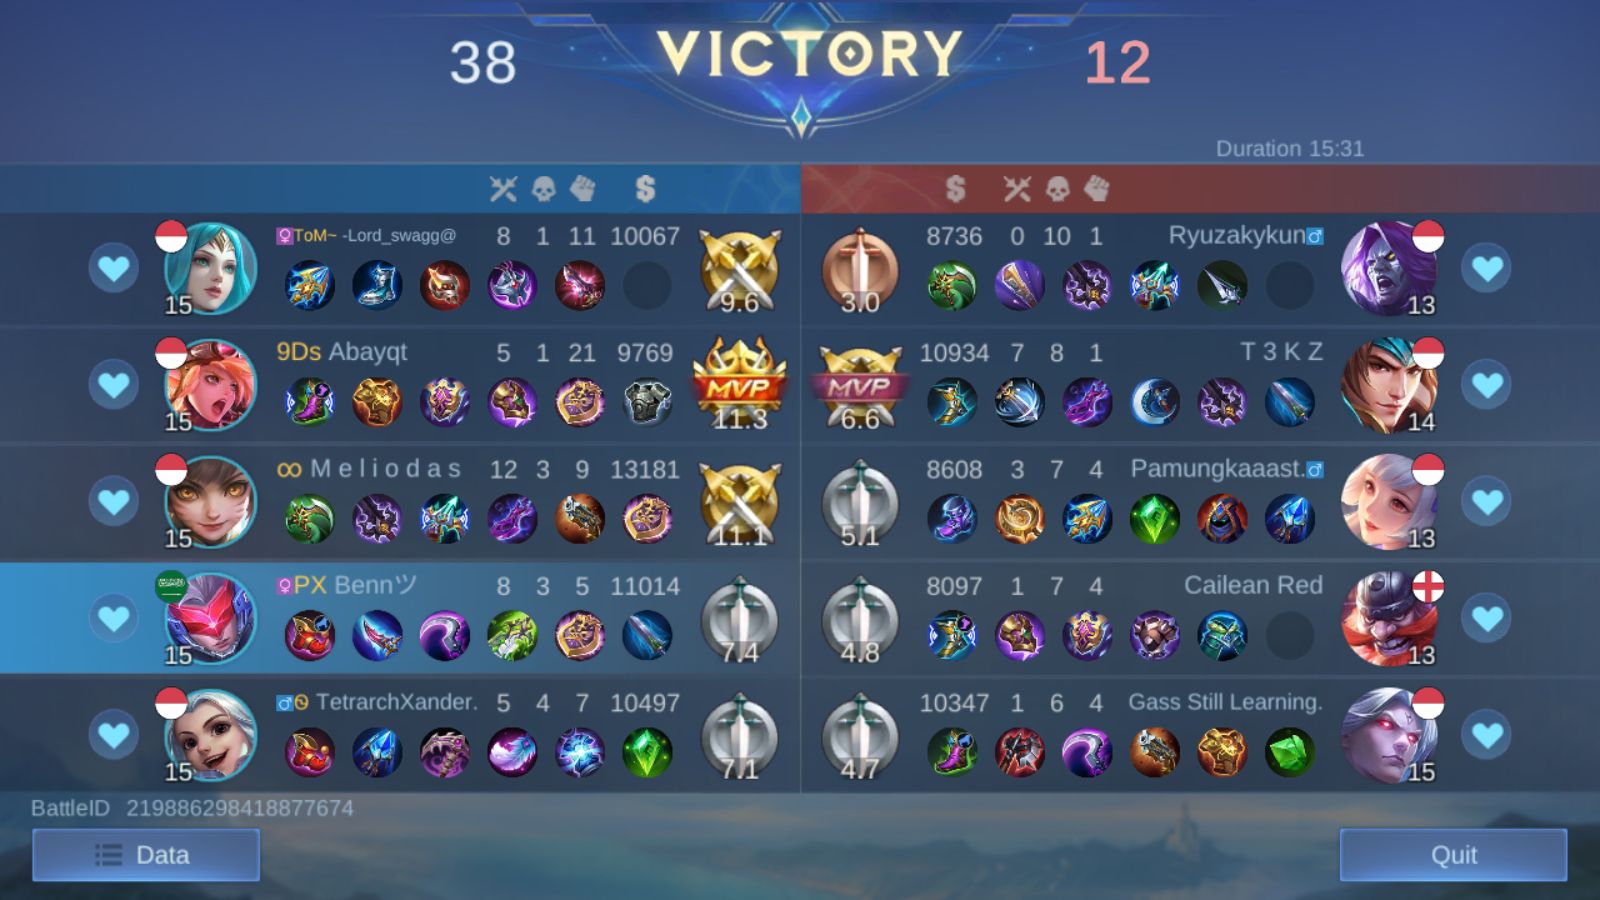 38 VICTORY 12
Duration 15:31
ToM~ -Lord_swagg@ 8 1 11 10067
15 9.6
8736 0 10 1 Ryuzakykun
3.0 13
9Ds Abayqt 5 1 21 9769
15 MVP 11.3
10934 7 8 1 T 3 K Z
MVP 6.6 14
∞ M e l i o d a s 12 3 9 13181
15 11.1
8608 3 7 4 Pamungkaaast.
5.1 13
PX Bennツ 8 3 5 11014
15 7.4
8097 1 7 4 Cailean Red
4.8 13
TetrarchXander. 5 4 7 10497
15 7.1
10347 1 6 4 Gass Still Learning.
4.7 15
BattleID 219886298418877674
Data
Quit